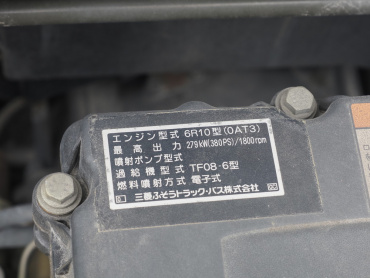 エンジン型式 6R10型(0AT3)
最高出力 279kW(380PS)/1800rpm
噴射ポンプ型式
過給機型式 TF08-6型
燃料噴射方式 電子式
三菱ふそうトラック・バス株式会社